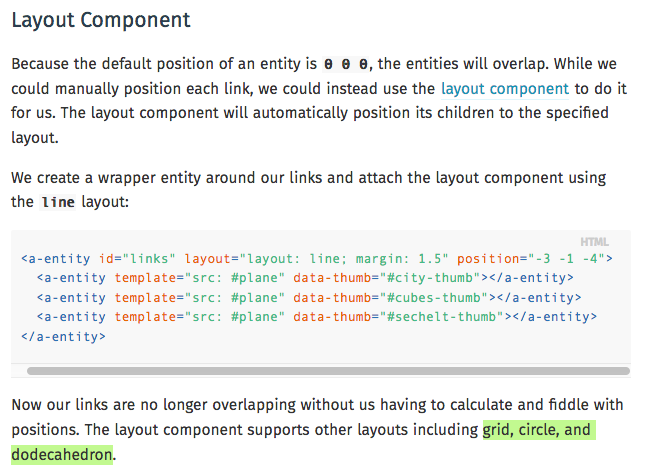 Layout Component
Because the default position of an entity is 0 0 0, the entities will overlap. While we
could manually position each link, we could instead use the layout component to do it
for us. The layout component will automatically position its children to the specified
layout.
We create a wrapper entity around our links and attach the layout component using
the line layout:
HTML
<a-entity id="links" layout="layout: line; margin: 1.5" position="-3 -1 -4">
  <a-entity template="src: #plane" data-thumb="#city-thumb"></a-entity>
  <a-entity template="src: #plane" data-thumb="#cubes-thumb"></a-entity>
  <a-entity template="src: #plane" data-thumb="#sechelt-thumb"></a-entity>
</a-entity>
Now our links are no longer overlapping without us having to calculate and fiddle with
positions. The layout component supports other layouts including grid, circle, and
dodecahedron.